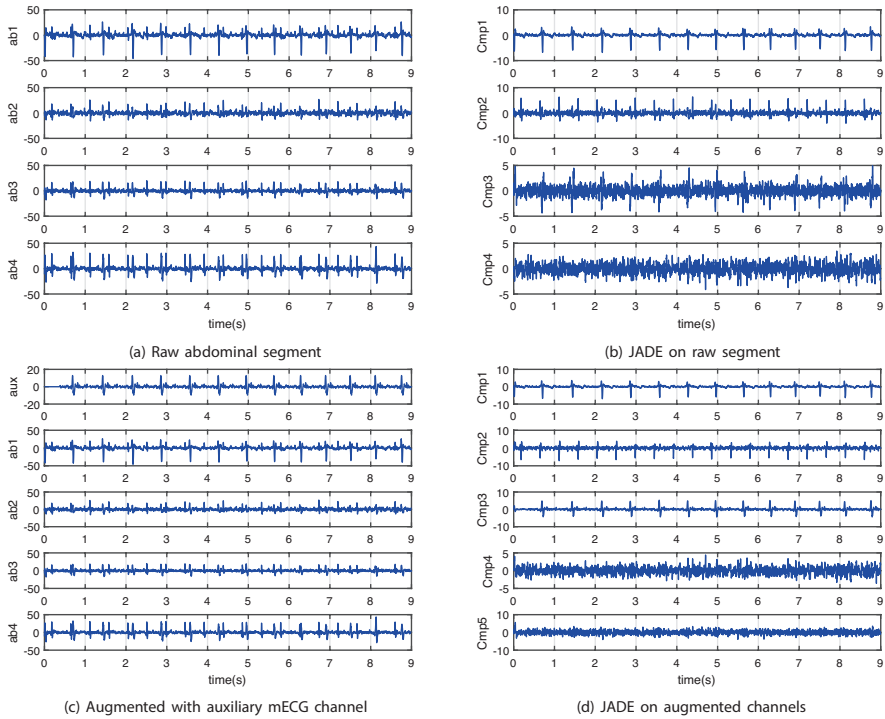 ab1
50
0
-50
0 1 2 3 4 5 6 7 8 9
ab2
50
0
-50
0 1 2 3 4 5 6 7 8 9
ab3
50
0
-50
0 1 2 3 4 5 6 7 8 9
ab4
50
0
-50
0 1 2 3 4 5 6 7 8 9
time(s)
(a) Raw abdominal segment
Cmp1
10
0
-10
0 1 2 3 4 5 6 7 8 9
Cmp2
10
0
-10
0 1 2 3 4 5 6 7 8 9
Cmp3
5
0
-5
0 1 2 3 4 5 6 7 8 9
Cmp4
5
0
-5
0 1 2 3 4 5 6 7 8 9
time(s)
(b) JADE on raw segment
aux
20
0
-20
0 1 2 3 4 5 6 7 8 9
ab1
50
0
-50
0 1 2 3 4 5 6 7 8 9
ab2
50
0
-50
0 1 2 3 4 5 6 7 8 9
ab3
50
0
-50
0 1 2 3 4 5 6 7 8 9
ab4
50
0
-50
0 1 2 3 4 5 6 7 8 9
time(s)
(c) Augmented with auxiliary mECG channel
Cmp1
10
0
-10
0 1 2 3 4 5 6 7 8 9
Cmp2
10
0
-10
0 1 2 3 4 5 6 7 8 9
Cmp3
10
0
-10
0 1 2 3 4 5 6 7 8 9
Cmp4
5
0
-5
0 1 2 3 4 5 6 7 8 9
Cmp5
10
0
-10
0 1 2 3 4 5 6 7 8 9
time(s)
(d) JADE on augmented channels